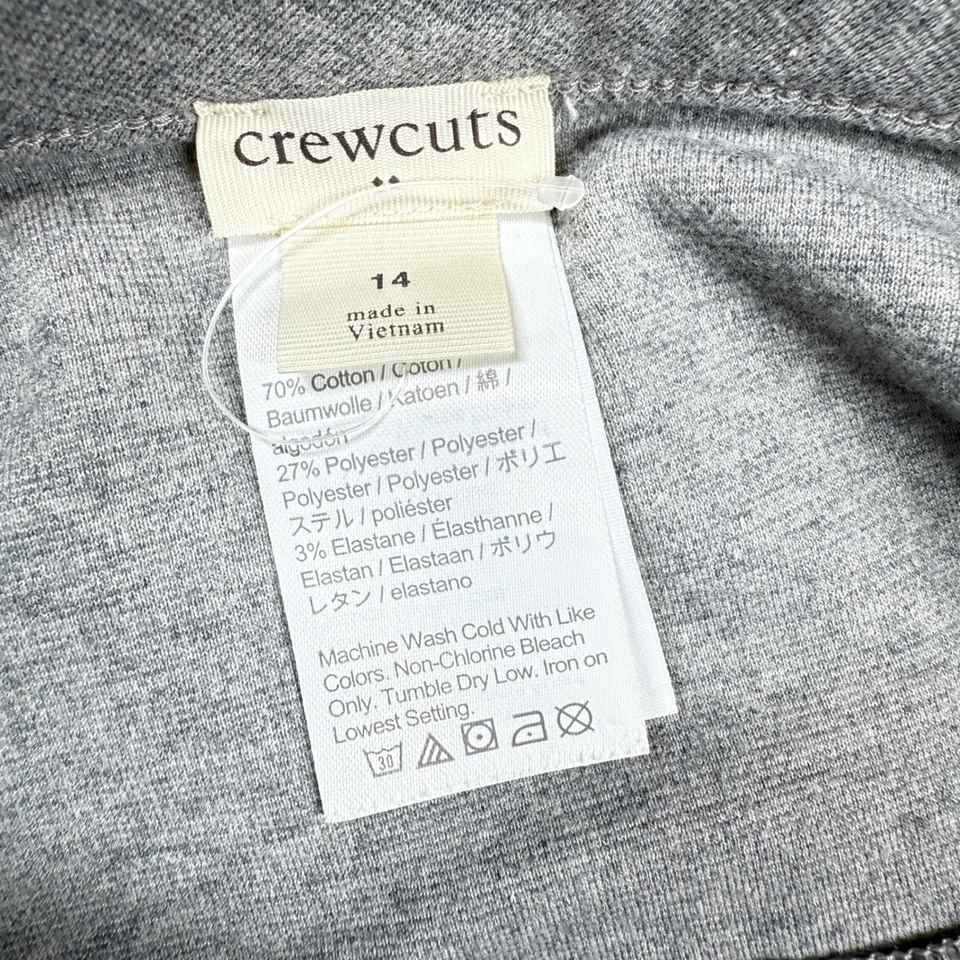 crewcuts
14
made in
Vietnam
70% Cotton / Coton /
Baumwolle / Katoen / 綿 /
algodón
27% Polyester / Polyester /
Polyester / Polyester / ポリエ
ステル / poliéster
3% Elastane / Élasthanne /
Elastan / Elastaan / ポリウ
レタン / elastano
Machine Wash Cold With Like
Colors. Non-Chlorine Bleach
Only. Tumble Dry Low. Iron on
Lowest Setting.
30